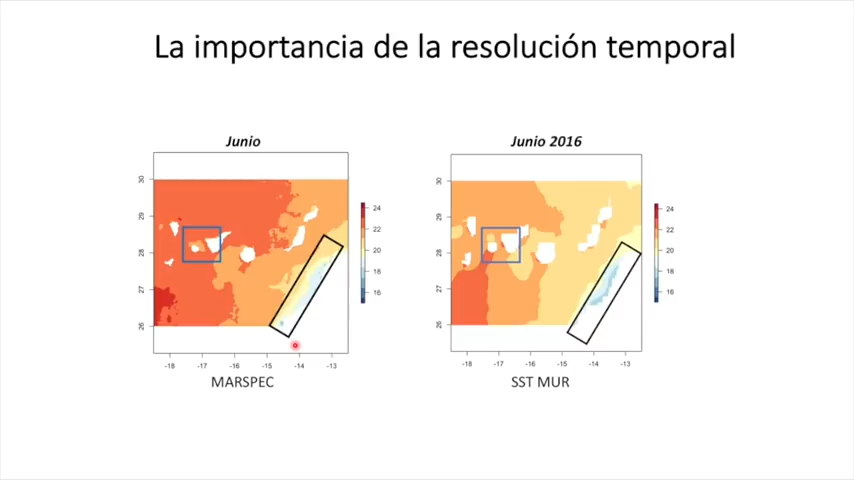 La importancia de la resolución temporal
Junio
30
29
28
27
26
-18 -17 -16 -15 -14 -13
24
22
20
18
16
MARSPEC
Junio 2016
30
29
28
27
26
-18 -17 -16 -15 -14 -13
24
22
20
18
16
SST MUR